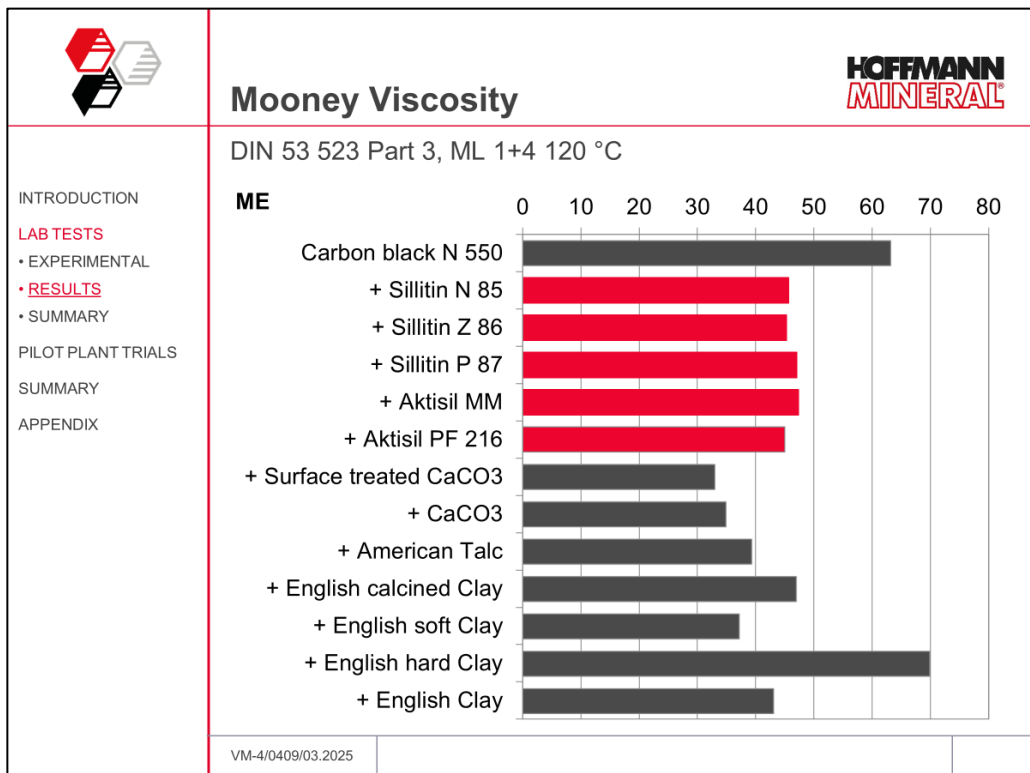 HOFFMANN
MINERAL®
Mooney Viscosity
DIN 53 523 Part 3, ML 1+4 120 °C
INTRODUCTION
LAB TESTS
• EXPERIMENTAL
• RESULTS
• SUMMARY
PILOT PLANT TRIALS
SUMMARY
APPENDIX
ME
0 10 20 30 40 50 60 70 80
Carbon black N 550
+ Sillitin N 85
+ Sillitin Z 86
+ Sillitin P 87
+ Aktisil MM
+ Aktisil PF 216
+ Surface treated CaCO3
+ CaCO3
+ American Talc
+ English calcined Clay
+ English soft Clay
+ English hard Clay
+ English Clay
VM-4/0409/03.2025